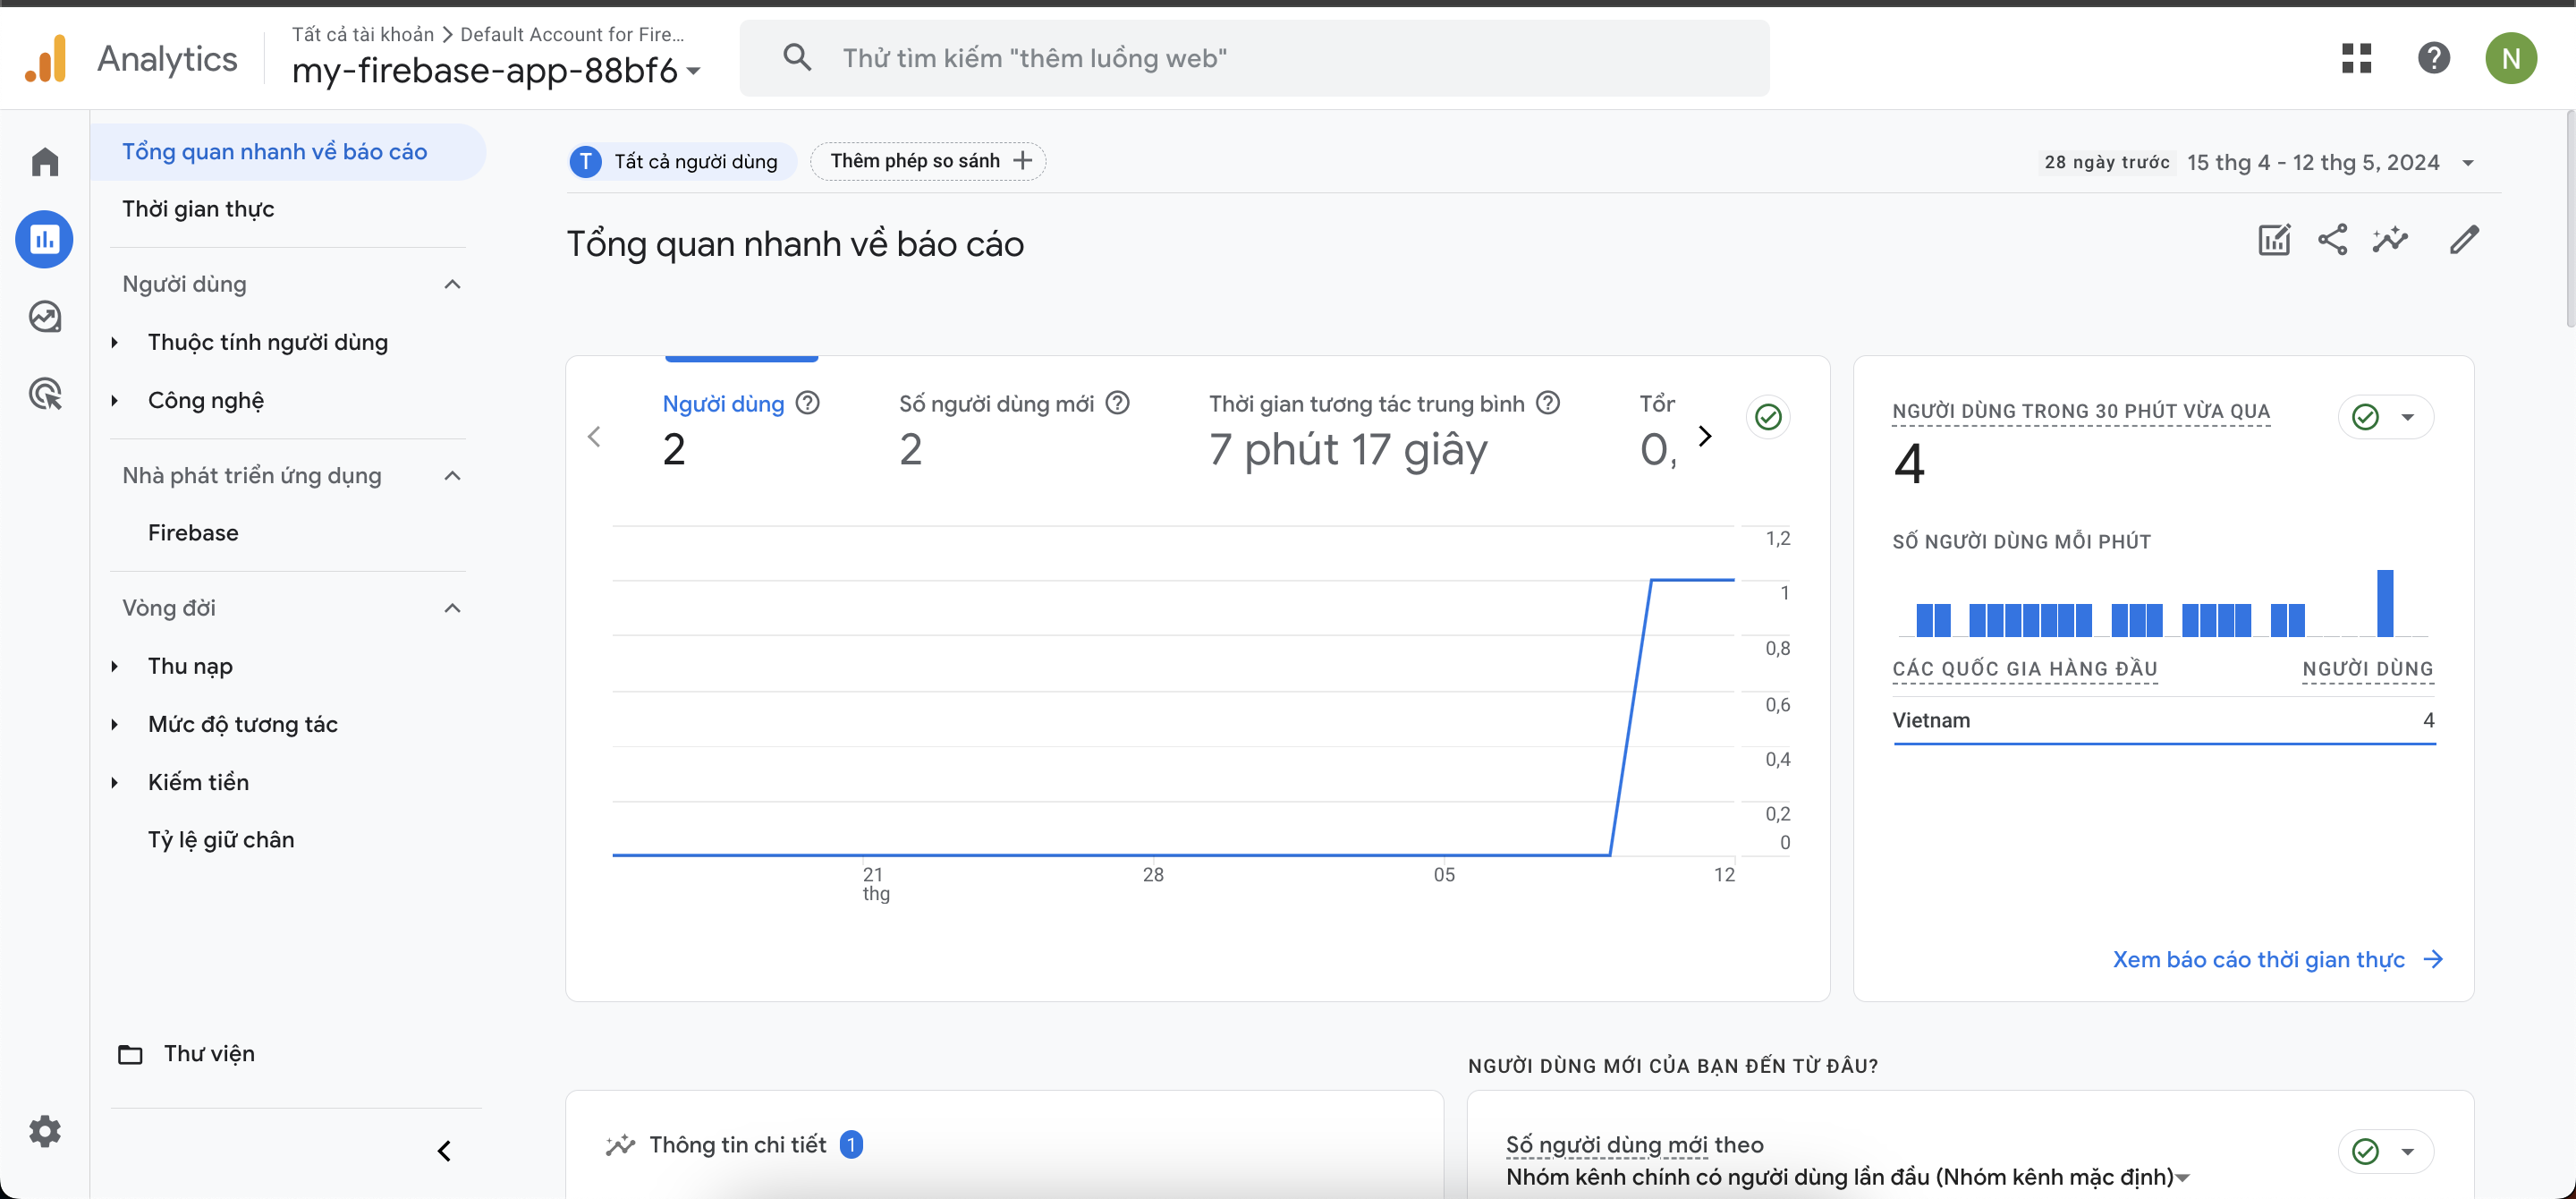 Analytics
Tất cả tài khoản > Default Account for Fire...
my-firebase-app-88bf6
Thử tìm kiếm "thêm luồng web"
N
Tổng quan nhanh về báo cáo
Thời gian thực
Người dùng
Thuộc tính người dùng
Công nghệ
Nhà phát triển ứng dụng
Firebase
Vòng đời
Thu nạp
Mức độ tương tác
Kiếm tiền
Tỷ lệ giữ chân
Thư viện
T Tất cả người dùng
Thêm phép so sánh +
28 ngày trước 15 thg 4 - 12 thg 5, 2024
Tổng quan nhanh về báo cáo
Người dùng
2
Số người dùng mới
2
Thời gian tương tác trung bình
7 phút 17 giây
Tổr
0,
1,2
1
0,8
0,6
0,4
0,2
0
21
thg
28
05
12
NGƯỜI DÙNG TRONG 30 PHÚT VỪA QUA
4
SỐ NGƯỜI DÙNG MỖI PHÚT
CÁC QUỐC GIA HÀNG ĐẦU NGƯỜI DÙNG
Vietnam 4
Xem báo cáo thời gian thực
Thông tin chi tiết 1
NGƯỜI DÙNG MỚI CỦA BẠN ĐẾN TỪ ĐÂU?
Số người dùng mới theo
Nhóm kênh chính có người dùng lần đầu (Nhóm kênh mặc định)